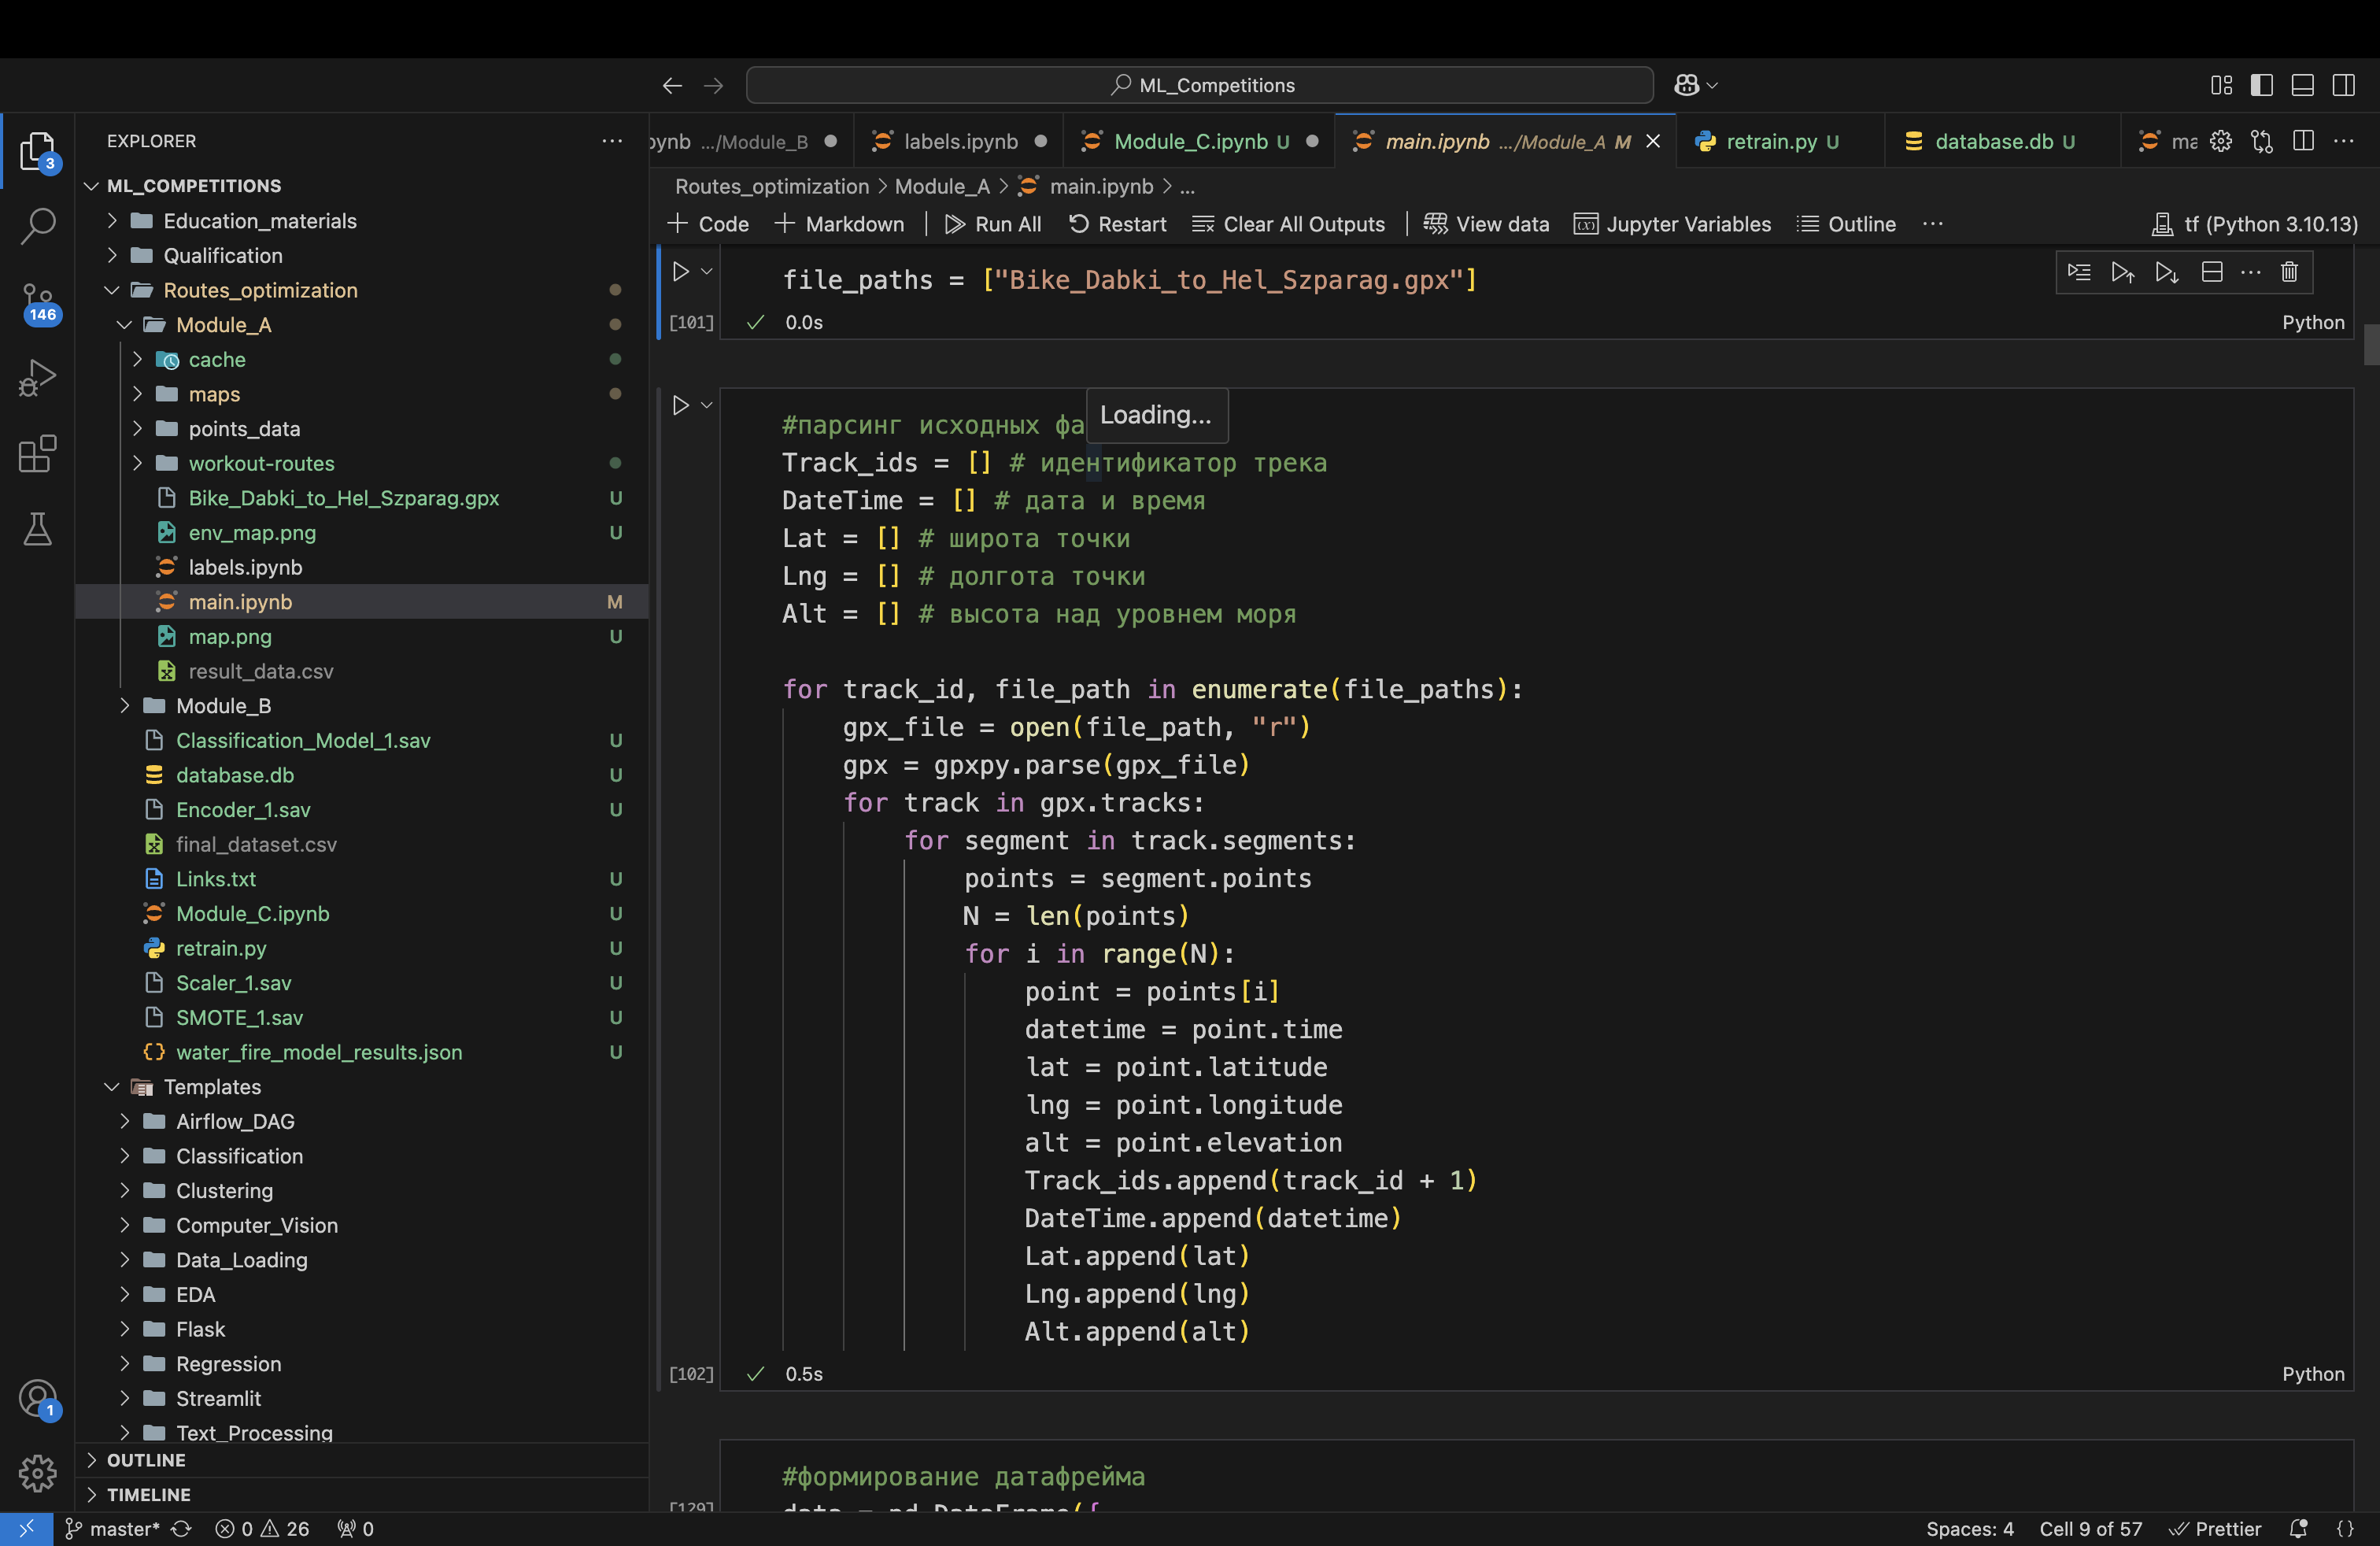 ML_Competitions
EXPLORER
ynb .../Module_B
labels.ipynb
Module_C.ipynb U
main.ipynb .../Module_A M
retrain.py U
database.db U
ma
Routes_optimization > Module_A > main.ipynb > ...
+ Code + Markdown | Run All Restart Clear All Outputs | View data Jupyter Variables Outline ... tf (Python 3.10.13)
3
146
1
ML_COMPETITIONS
Education_materials
Qualification
Routes_optimization
Module_A
cache
maps
points_data
workout-routes
Bike_Dabki_to_Hel_Szparag.gpx U
env_map.png U
labels.ipynb
main.ipynb M
map.png U
result_data.csv
Module_B
Classification_Model_1.sav U
database.db U
Encoder_1.sav U
final_dataset.csv
Links.txt U
Module_C.ipynb U
retrain.py U
Scaler_1.sav U
SMOTE_1.sav U
water_fire_model_results.json U
Templates
Airflow_DAG
Classification
Clustering
Computer_Vision
Data_Loading
EDA
Flask
Regression
Streamlit
Text_Processing
OUTLINE
TIMELINE
file_paths = ["Bike_Dabki_to_Hel_Szparag.gpx"]
[101] 0.0s Python
Loading...
#парсинг исходных фа
Track_ids = [] # идентификатор трека
DateTime = [] # дата и время
Lat = [] # широта точки
Lng = [] # долгота точки
Alt = [] # высота над уровнем моря
for track_id, file_path in enumerate(file_paths):
gpx_file = open(file_path, "r")
gpx = gpxpy.parse(gpx_file)
for track in gpx.tracks:
for segment in track.segments:
points = segment.points
N = len(points)
for i in range(N):
point = points[i]
datetime = point.time
lat = point.latitude
lng = point.longitude
alt = point.elevation
Track_ids.append(track_id + 1)
DateTime.append(datetime)
Lat.append(lat)
Lng.append(lng)
Alt.append(alt)
[102] 0.5s Python
#формирование датафрейма
[129] data = pd.DataFrame({
master* 0 26 0 Spaces: 4 Cell 9 of 57 Prettier {}